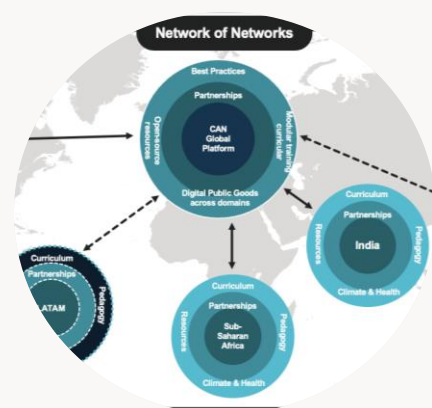 Network of Networks
Best Practices
Partnerships
Open-source
resources
CAN
Global
Platform
Modular training
curricular
Digital Public Goods
across domains
Curriculum
Partnerships
Resources
India
Pedagogy
Climate & Health
Curriculum
Partnerships
Pedagogy
LATAM
Curriculum
Partnerships
Resources
Sub-
Saharan
Africa
Pedagogy
Climate & Health